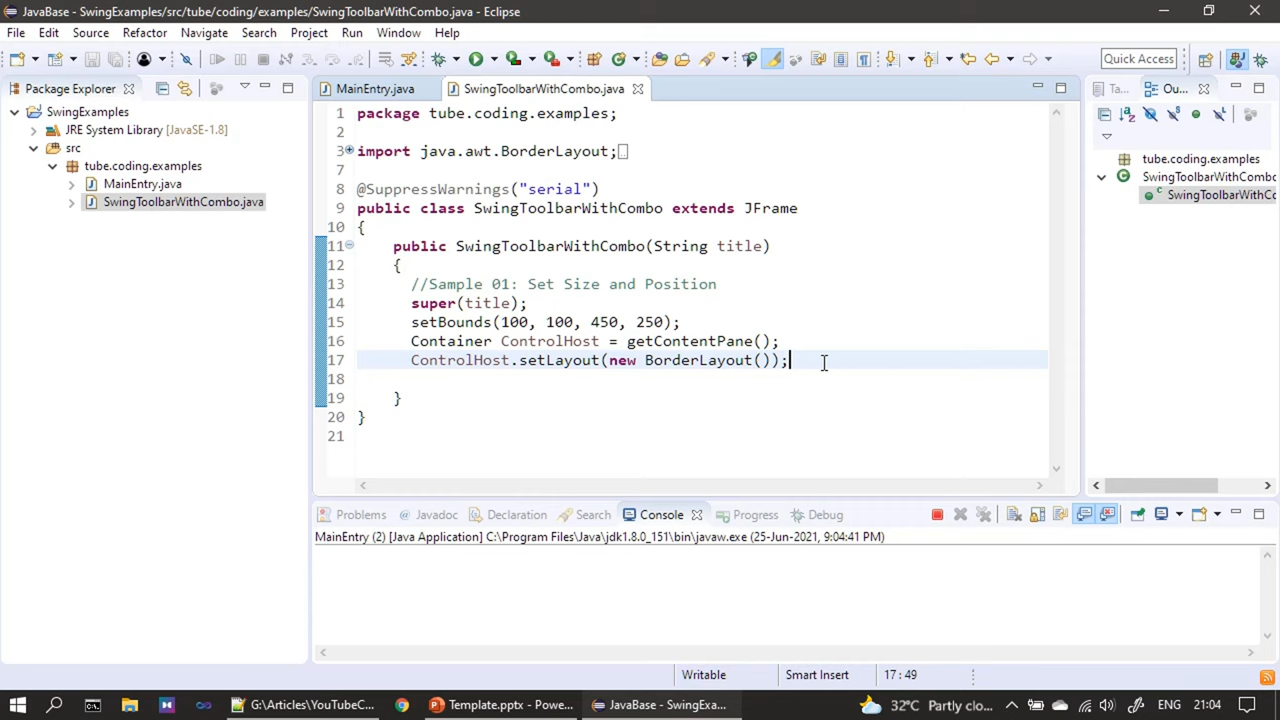 JavaBase - SwingExamples/src/tube/coding/examples/SwingToolbarWithCombo.java - Eclipse
File Edit Source Refactor Navigate Search Project Run Window Help
Quick Access
Package Explorer
MainEntry.java
SwingToolbarWithCombo.java
Ta...
Ou...
SwingExamples
JRE System Library [JavaSE-1.8]
src
tube.coding.examples
MainEntry.java
SwingToolbarWithCombo.java
1 package tube.coding.examples;
2
3 import java.awt.BorderLayout;
7
8 @SuppressWarnings("serial")
9 public class SwingToolbarWithCombo extends JFrame
10 {
11 public SwingToolbarWithCombo(String title)
12 {
13 //Sample 01: Set Size and Position
14 super(title);
15 setBounds(100, 100, 450, 250);
16 Container ControlHost = getContentPane();
17 ControlHost.setLayout(new BorderLayout());
18
19 }
20 }
21
tube.coding.examples
SwingToolbarWithCombo
SwingToolbarWithCo
Problems Javadoc Declaration Search Console Progress Debug
MainEntry (2) [Java Application] C:\Program Files\Java\jdk1.8.0_151\bin\javaw.exe (25-Jun-2021, 9:04:41 PM)
Writable Smart Insert 17 : 49
G:\Articles\YouTubeC...
Template.pptx - Powe...
JavaBase - SwingExa...
32°C Partly clo...
ENG 21:04